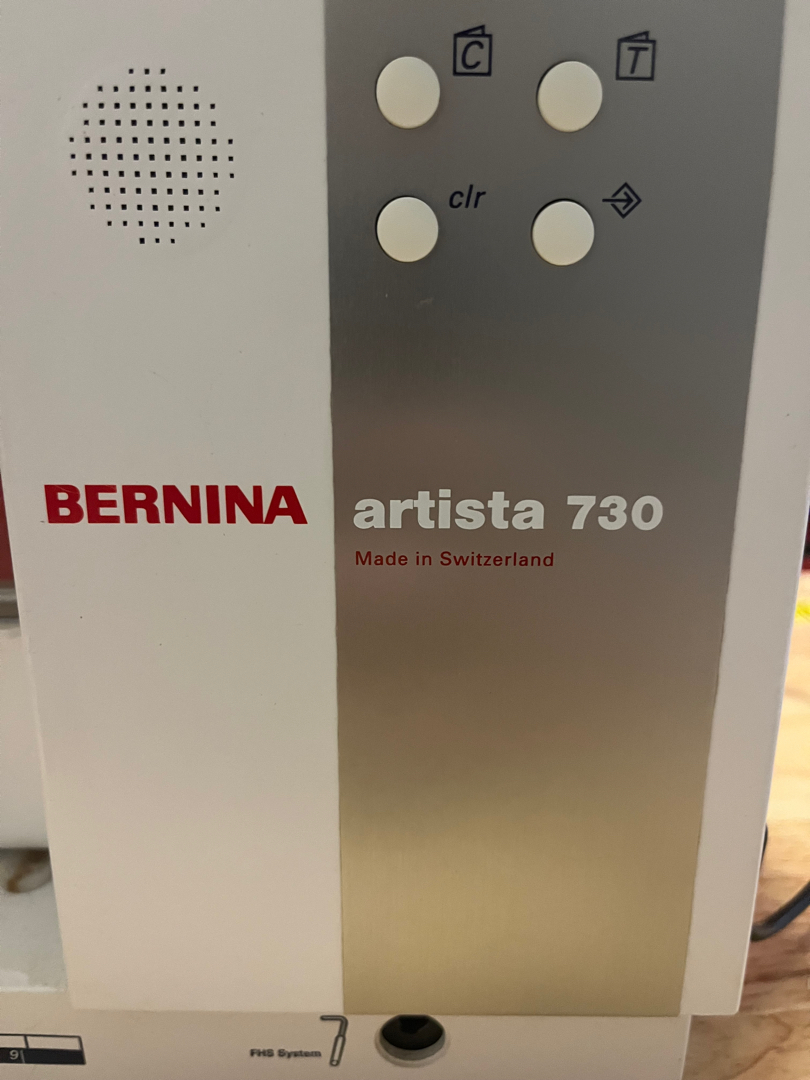 C
T
clr
BERNINA
artista 730
Made in Switzerland
9
FHS System